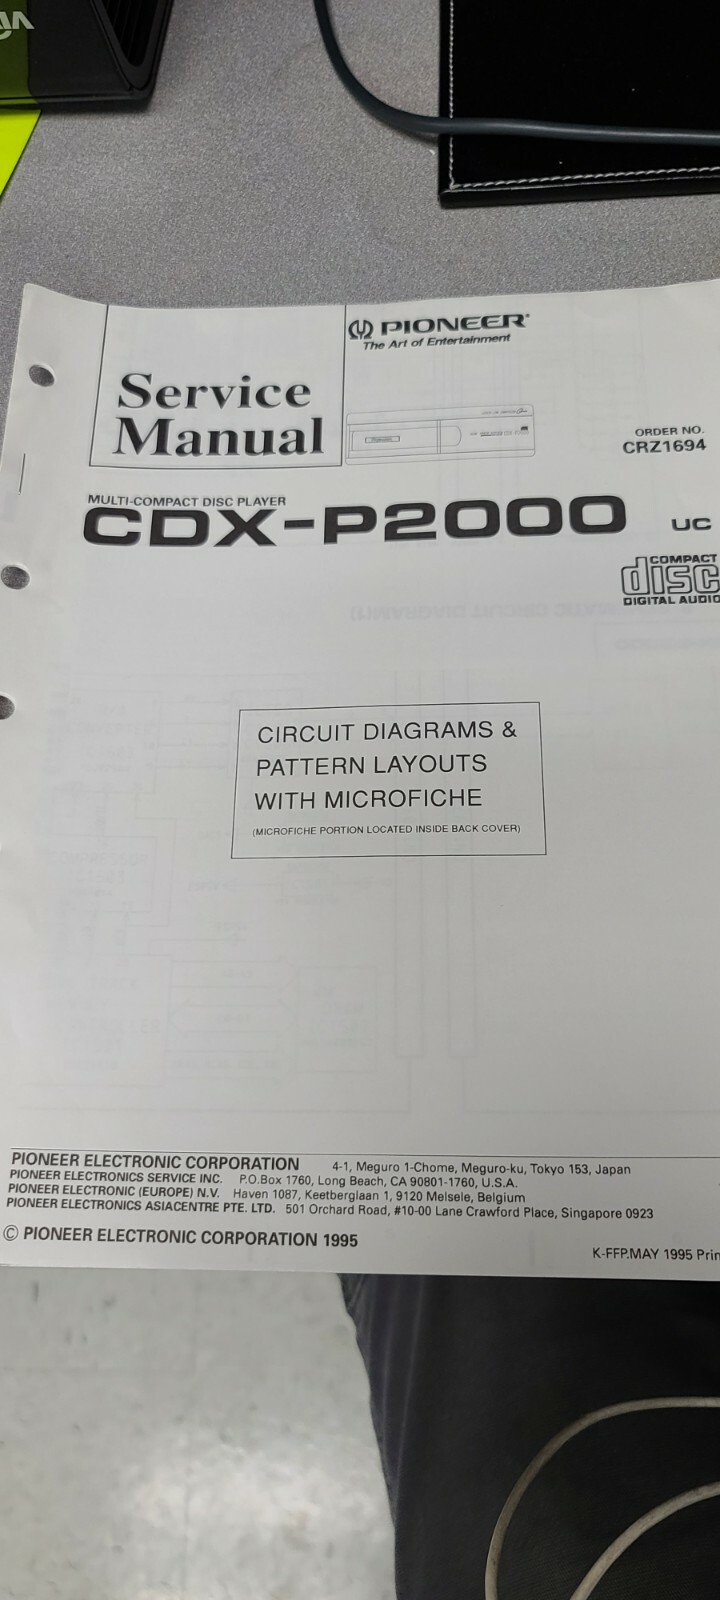 PIONEER®
The Art of Entertainment
Service
Manual
ORDER NO.
CRZ1694
MULTI-COMPACT DISC PLAYER
CDX-P2000 UC
COMPACT
disc
DIGITAL AUDIO
CIRCUIT DIAGRAMS &
PATTERN LAYOUTS
WITH MICROFICHE
(MICROFICHE PORTION LOCATED INSIDE BACK COVER)
PIONEER ELECTRONIC CORPORATION 4-1, Meguro 1-Chome, Meguro-ku, Tokyo 153, Japan
PIONEER ELECTRONICS SERVICE INC. P.O.Box 1760, Long Beach, CA 90801-1760, U.S.A.
PIONEER ELECTRONIC (EUROPE) N.V. Haven 1087, Keetberglaan 1, 9120 Melsele, Belgium
PIONEER ELECTRONICS ASIACENTRE PTE. LTD. 501 Orchard Road, #10-00 Lane Crawford Place, Singapore 0923
© PIONEER ELECTRONIC CORPORATION 1995
K-FFP.MAY 1995 Prin